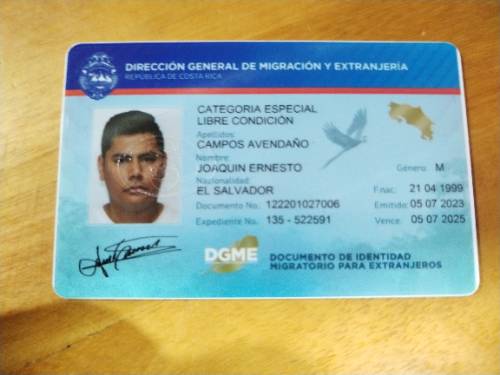 DIRECCIÓN GENERAL DE MIGRACIÓN Y EXTRANJERÍA
REPÚBLICA DE COSTA RICA
CATEGORIA ESPECIAL
LIBRE CONDICIÓN
Apellidos:
CAMPOS AVENDAÑO
Nombre:
JOAQUIN ERNESTO
Género: M
Nacionalidad:
EL SALVADOR
F.nac: 21 04 1999
Documento No. 122201027006
Emitido: 05 07 2023
Expediente No. 135 - 522591
Vence: 05 07 2025
DGME
DOCUMENTO DE IDENTIDAD
MIGRATORIO PARA EXTRANJEROS